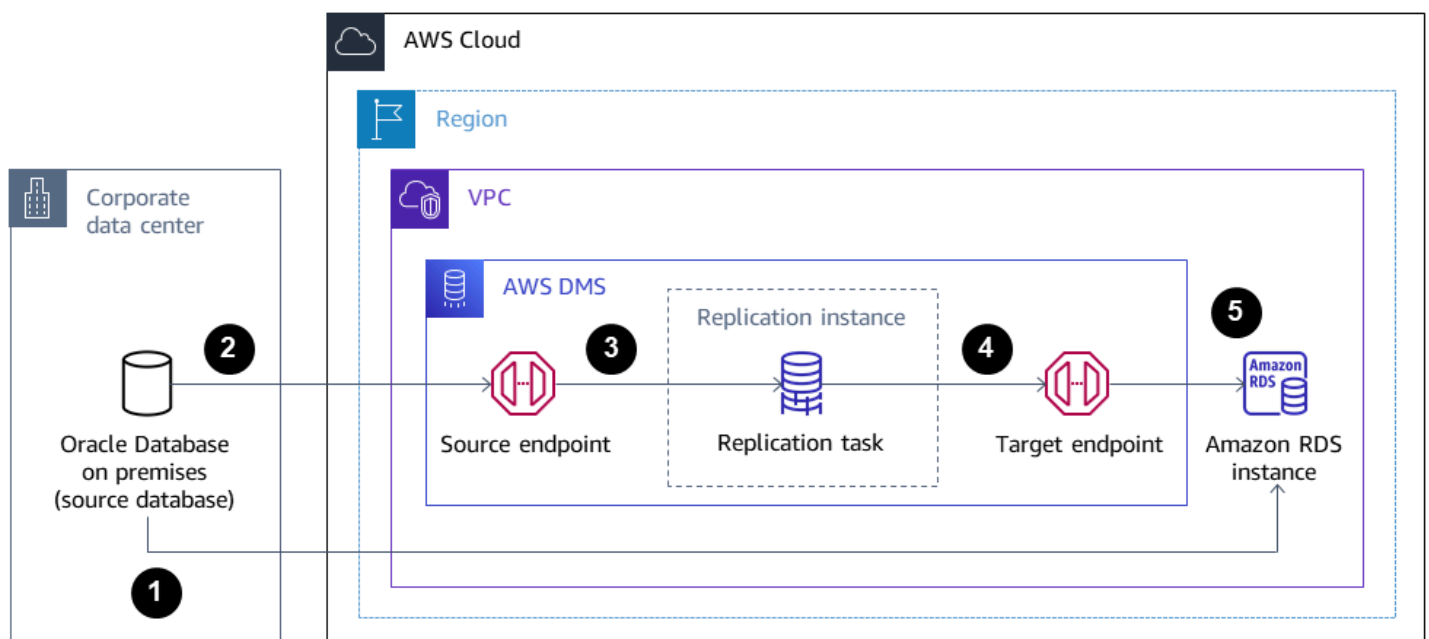 AWS Cloud
Region
Corporate
data center
VPC
AWS DMS
Replication instance
5
2
3
4
Amazon
RDS
Oracle Database
on premises
(source database)
Source endpoint
Replication task
Target endpoint
Amazon RDS
instance
1